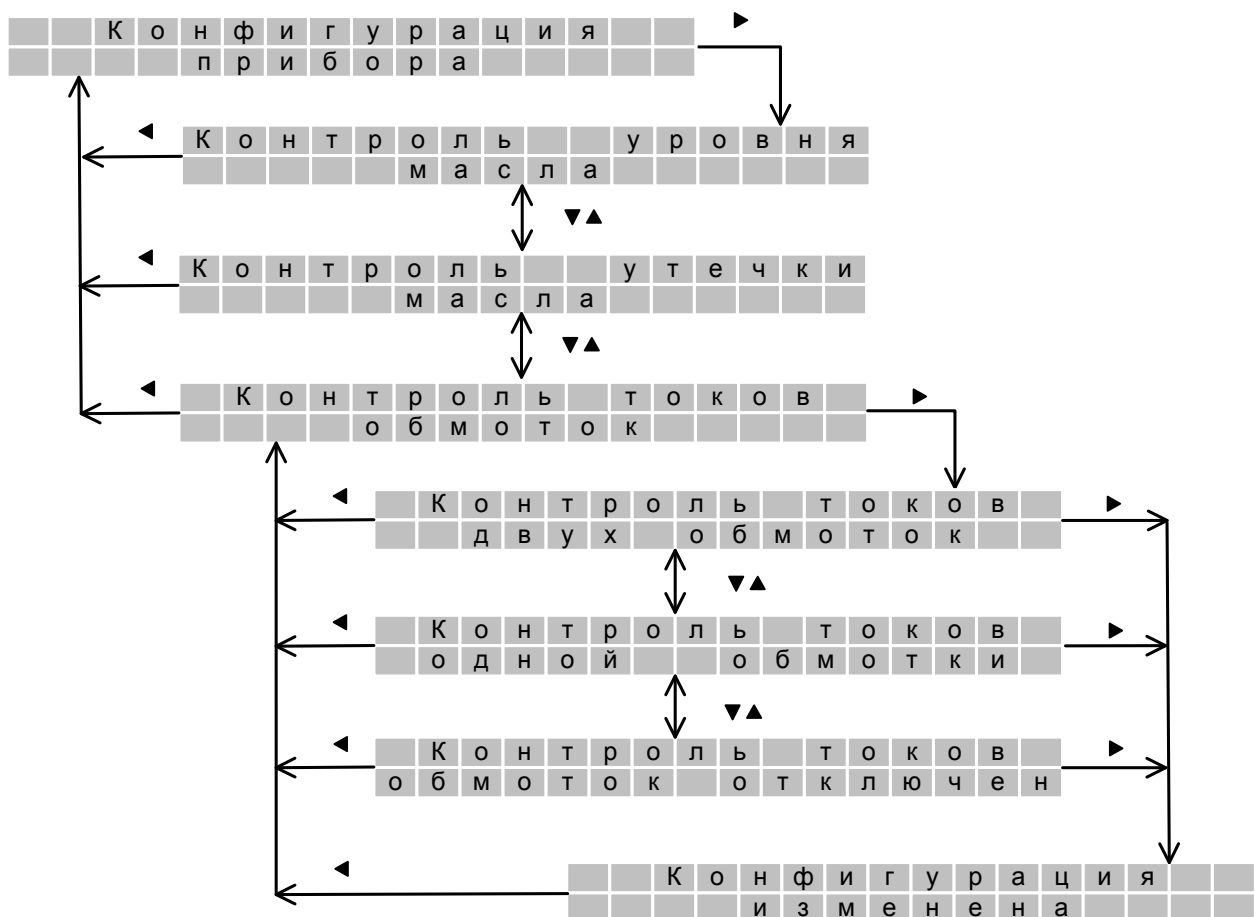 Конфигурация
прибора
Контроль уровня
масла
Контроль утечки
масла
Контроль токов
обмоток
Контроль токов
двух обмоток
Контроль токов
одной обмотки
Контроль токов
обмоток отключен
Конфигурация
изменена